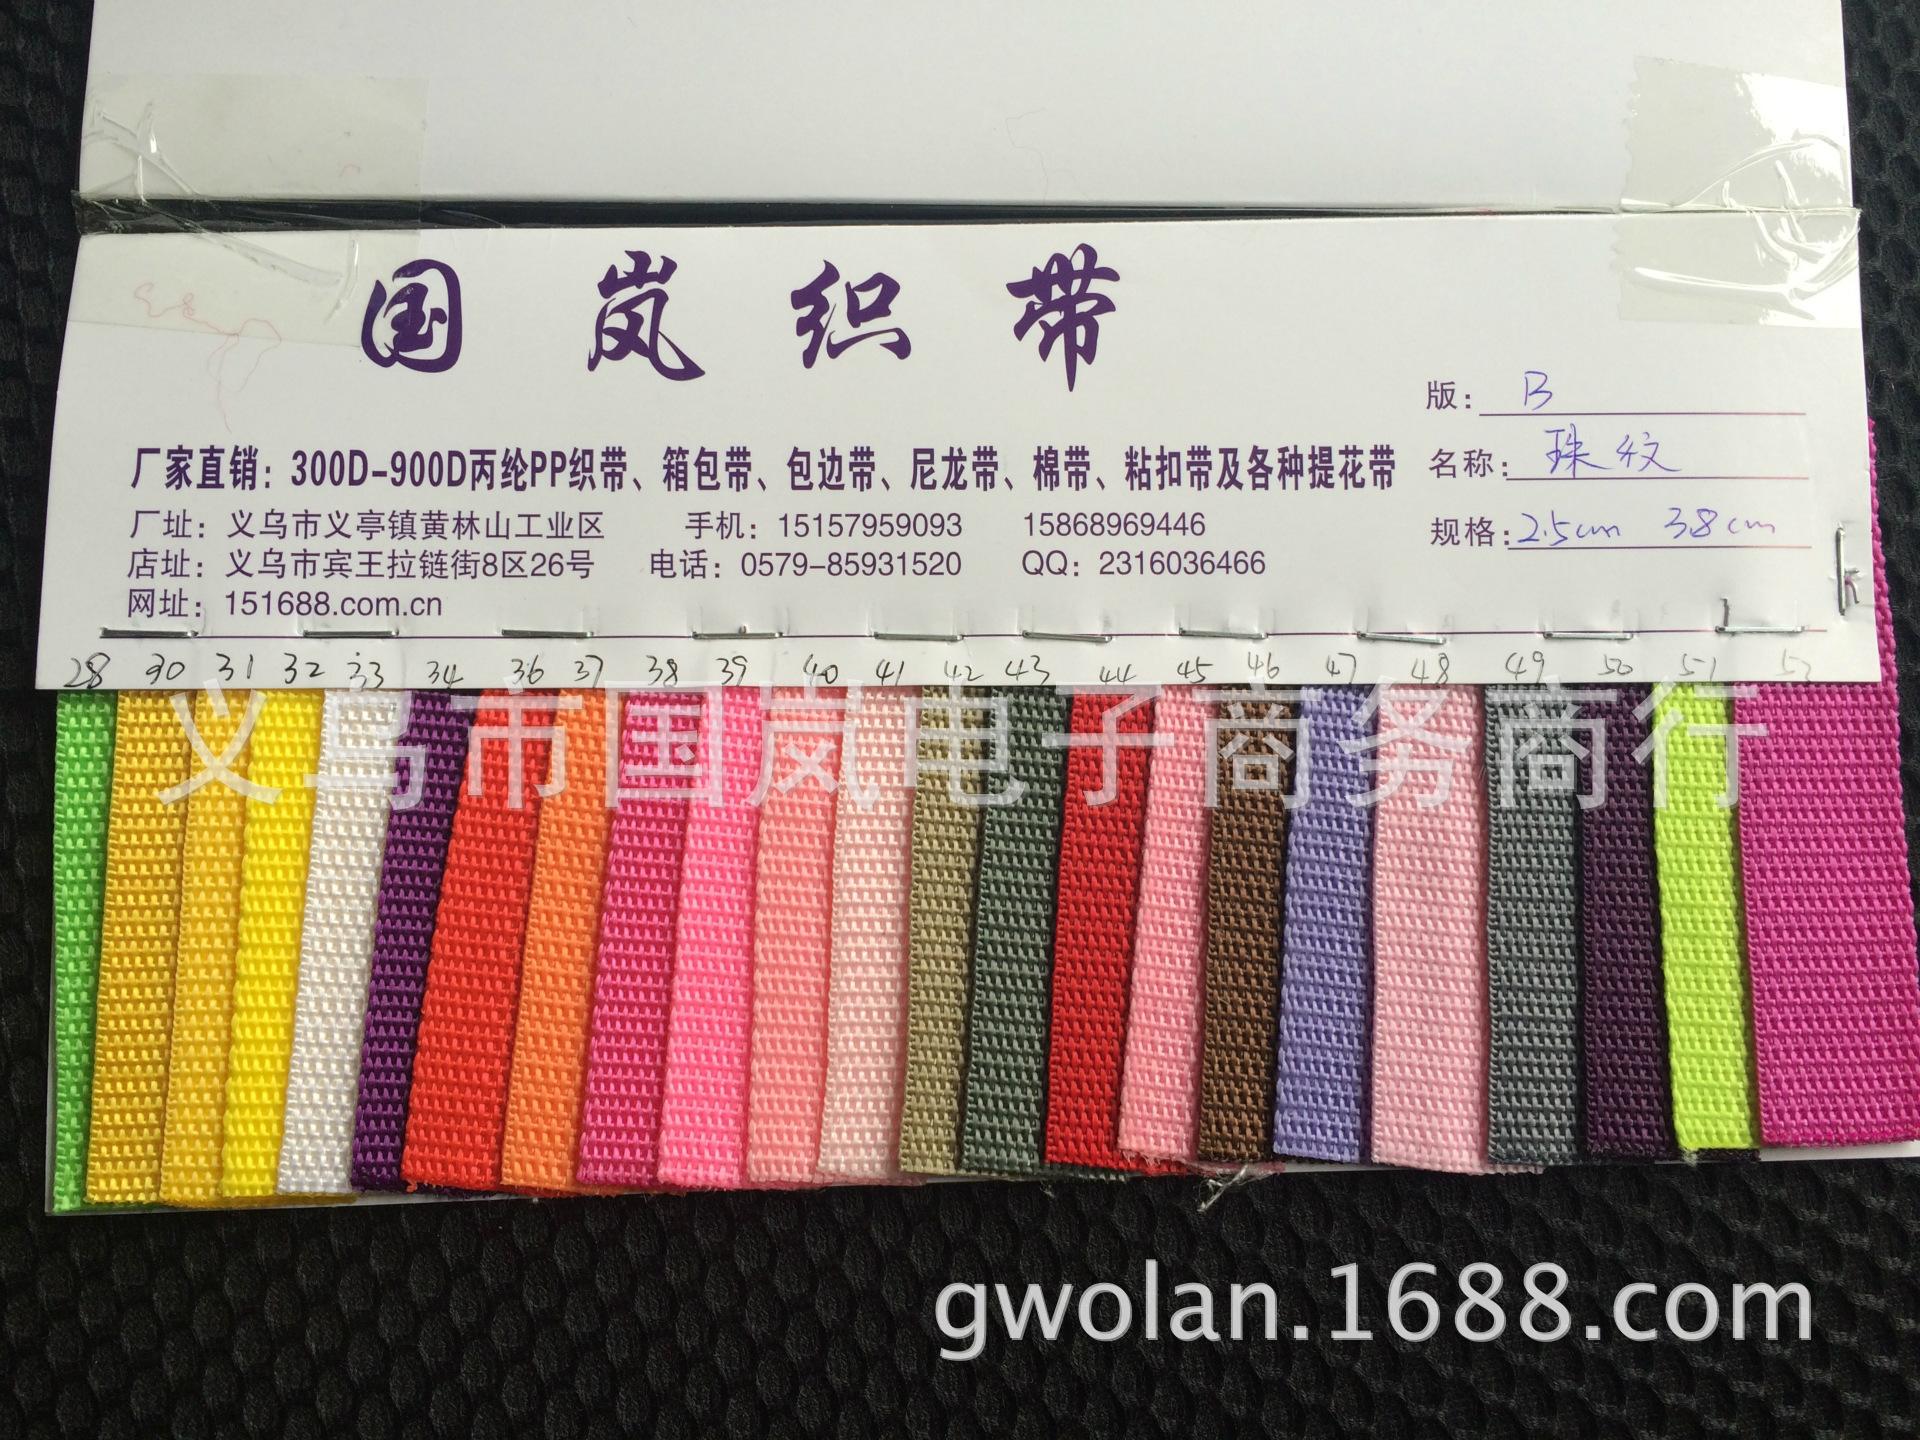 国岚织带
版: B
厂家直销: 300D-900D丙纶PP织带、箱包带、包边带、尼龙带、棉带、粘扣带及各种提花带
名称: 珠纹
厂址: 义乌市义亭镇黄林山工业区 手机: 15157959093 15868969446
规格: 2.5cm 3.8cm
店址: 义乌市宾王拉链街8区26号 电话: 0579-85931520 QQ: 2316036466
网址: 151688.com.cn
28 30 31 32 33 34 36 37 38 39 40 41 42 43 44 45 46 47 48 49 50 51
义乌市国岚电子商务商行
gwolan.1688.com